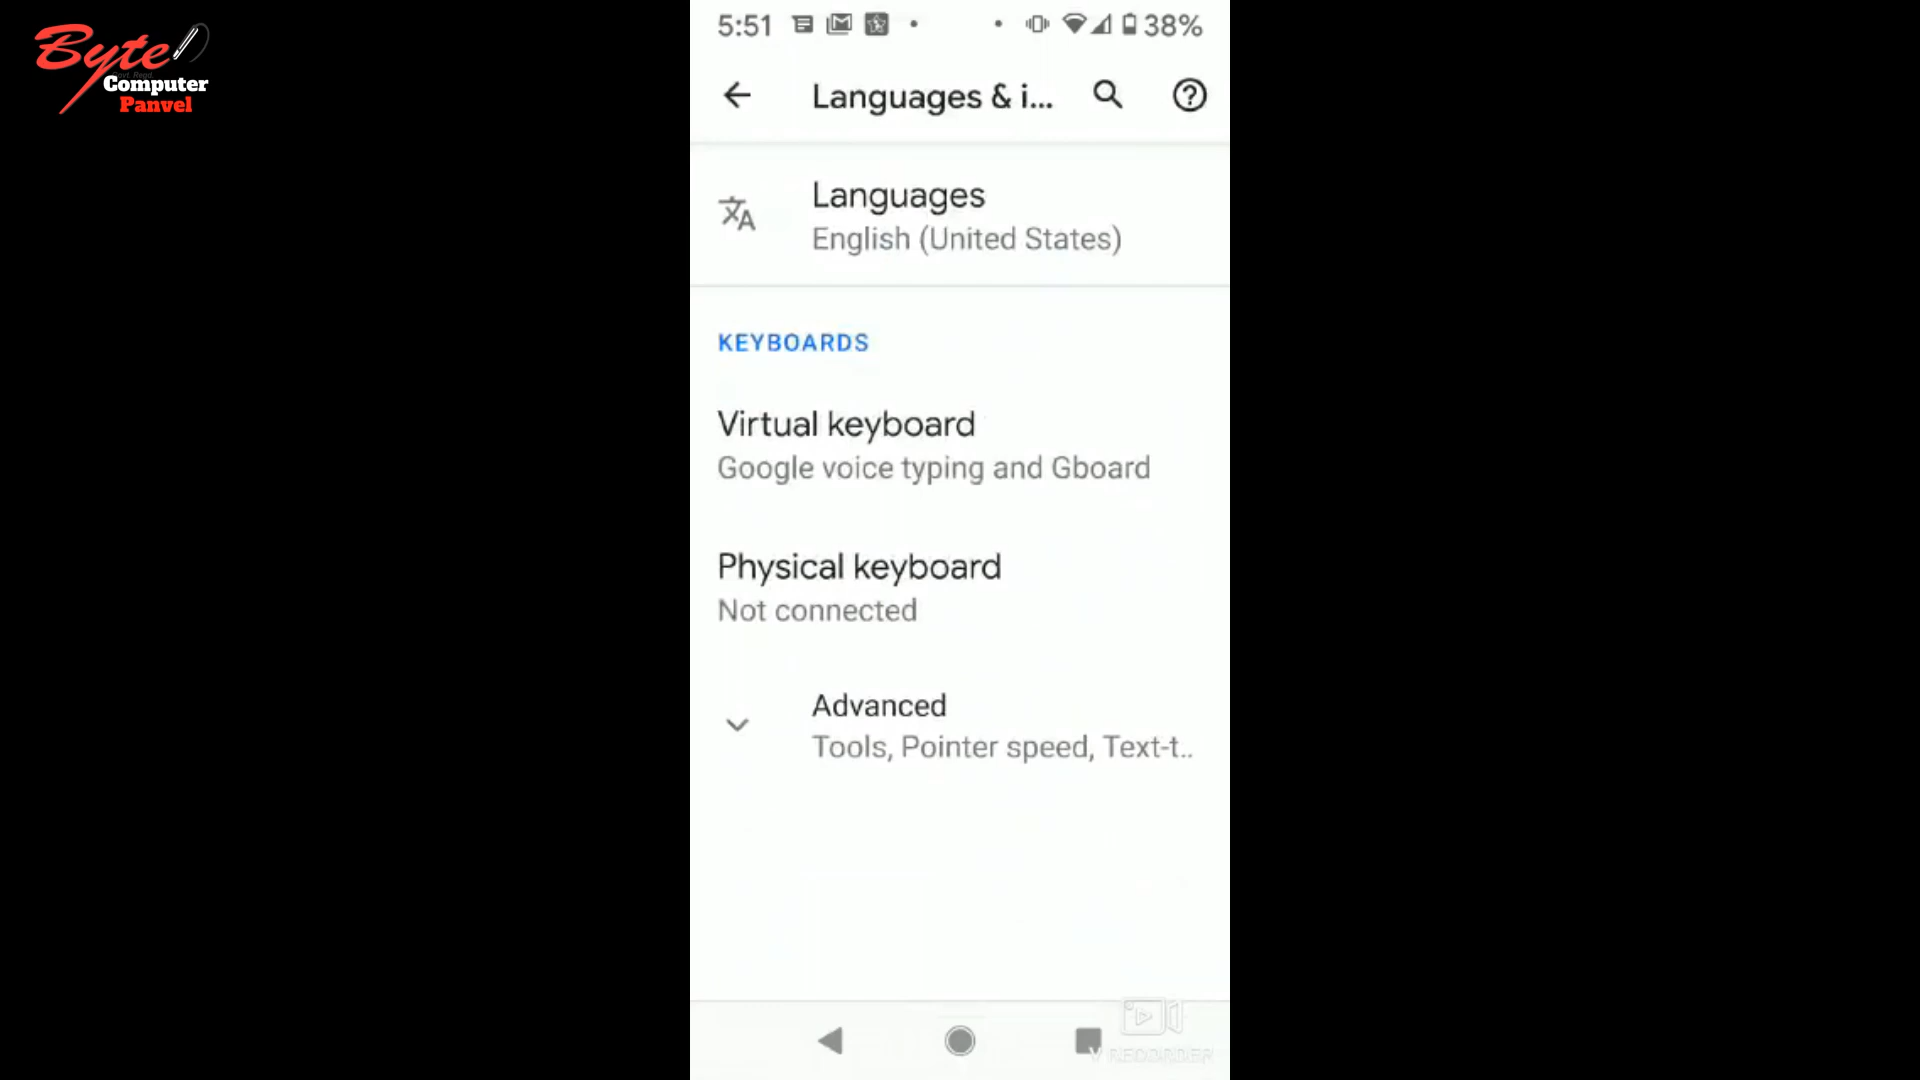 Byte
Computer
Panvel
5:51 38%
Languages & i...
Languages
English (United States)
KEYBOARDS
Virtual keyboard
Google voice typing and Gboard
Physical keyboard
Not connected
Advanced
Tools, Pointer speed, Text-t..
V RECORDER